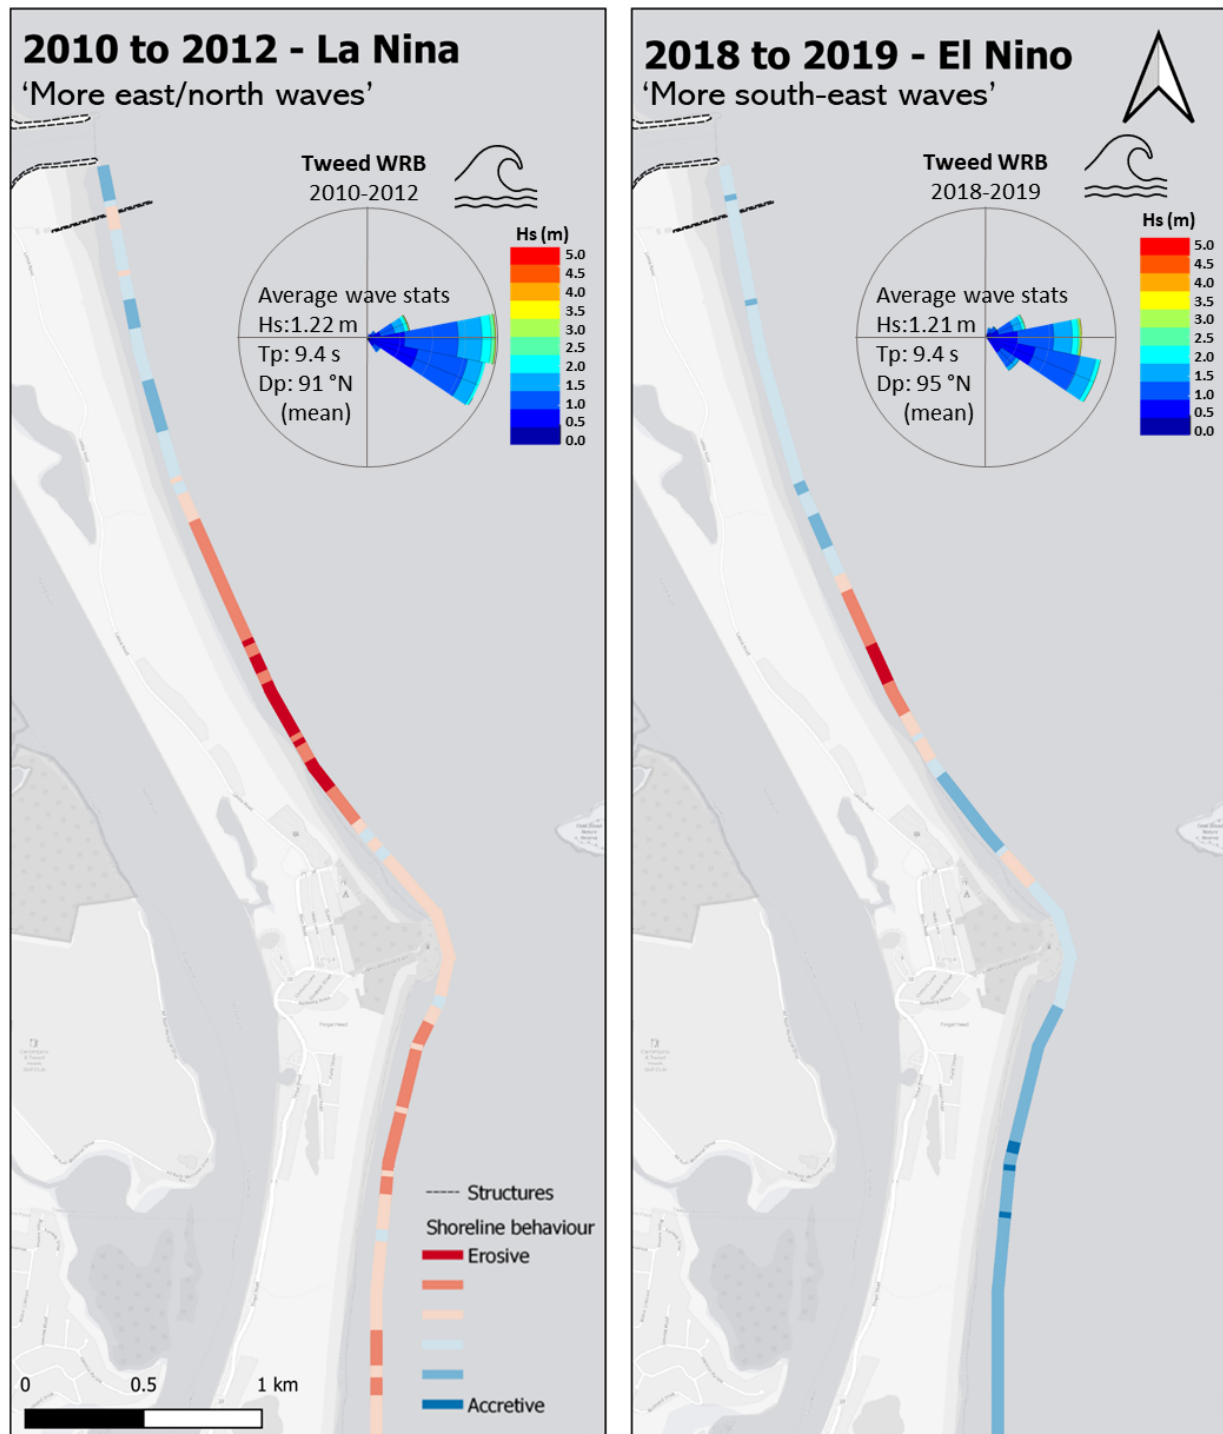 2010 to 2012 - La Nina
‘More east/north waves’
Tweed WRB
2010-2012
Hs (m)
5.0
4.5
4.0
3.5
3.0
2.5
2.0
1.5
1.0
0.5
0.0
Average wave stats
Hs:1.22 m
Tp: 9.4 s
Dp: 91 °N
(mean)
Fingal Head
Structures
Shoreline behaviour
Erosive
Accretive
0 0.5 1 km
2018 to 2019 - El Nino
‘More south-east waves’
Tweed WRB
2018-2019
Hs (m)
5.0
4.5
4.0
3.5
3.0
2.5
2.0
1.5
1.0
0.5
0.0
Average wave stats
Hs:1.21 m
Tp: 9.4 s
Dp: 95 °N
(mean)
Fingal Head